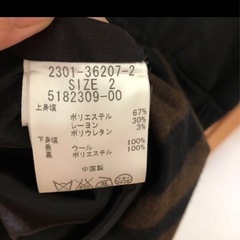 2301-36207-2
SIZE 2
5182309-00
上身頃
ポリエステル 67%
レーヨン 30%
ポリウレタン 3%
下身頃
表 ウール 100%
裏 ポリエステル 100%
中国製